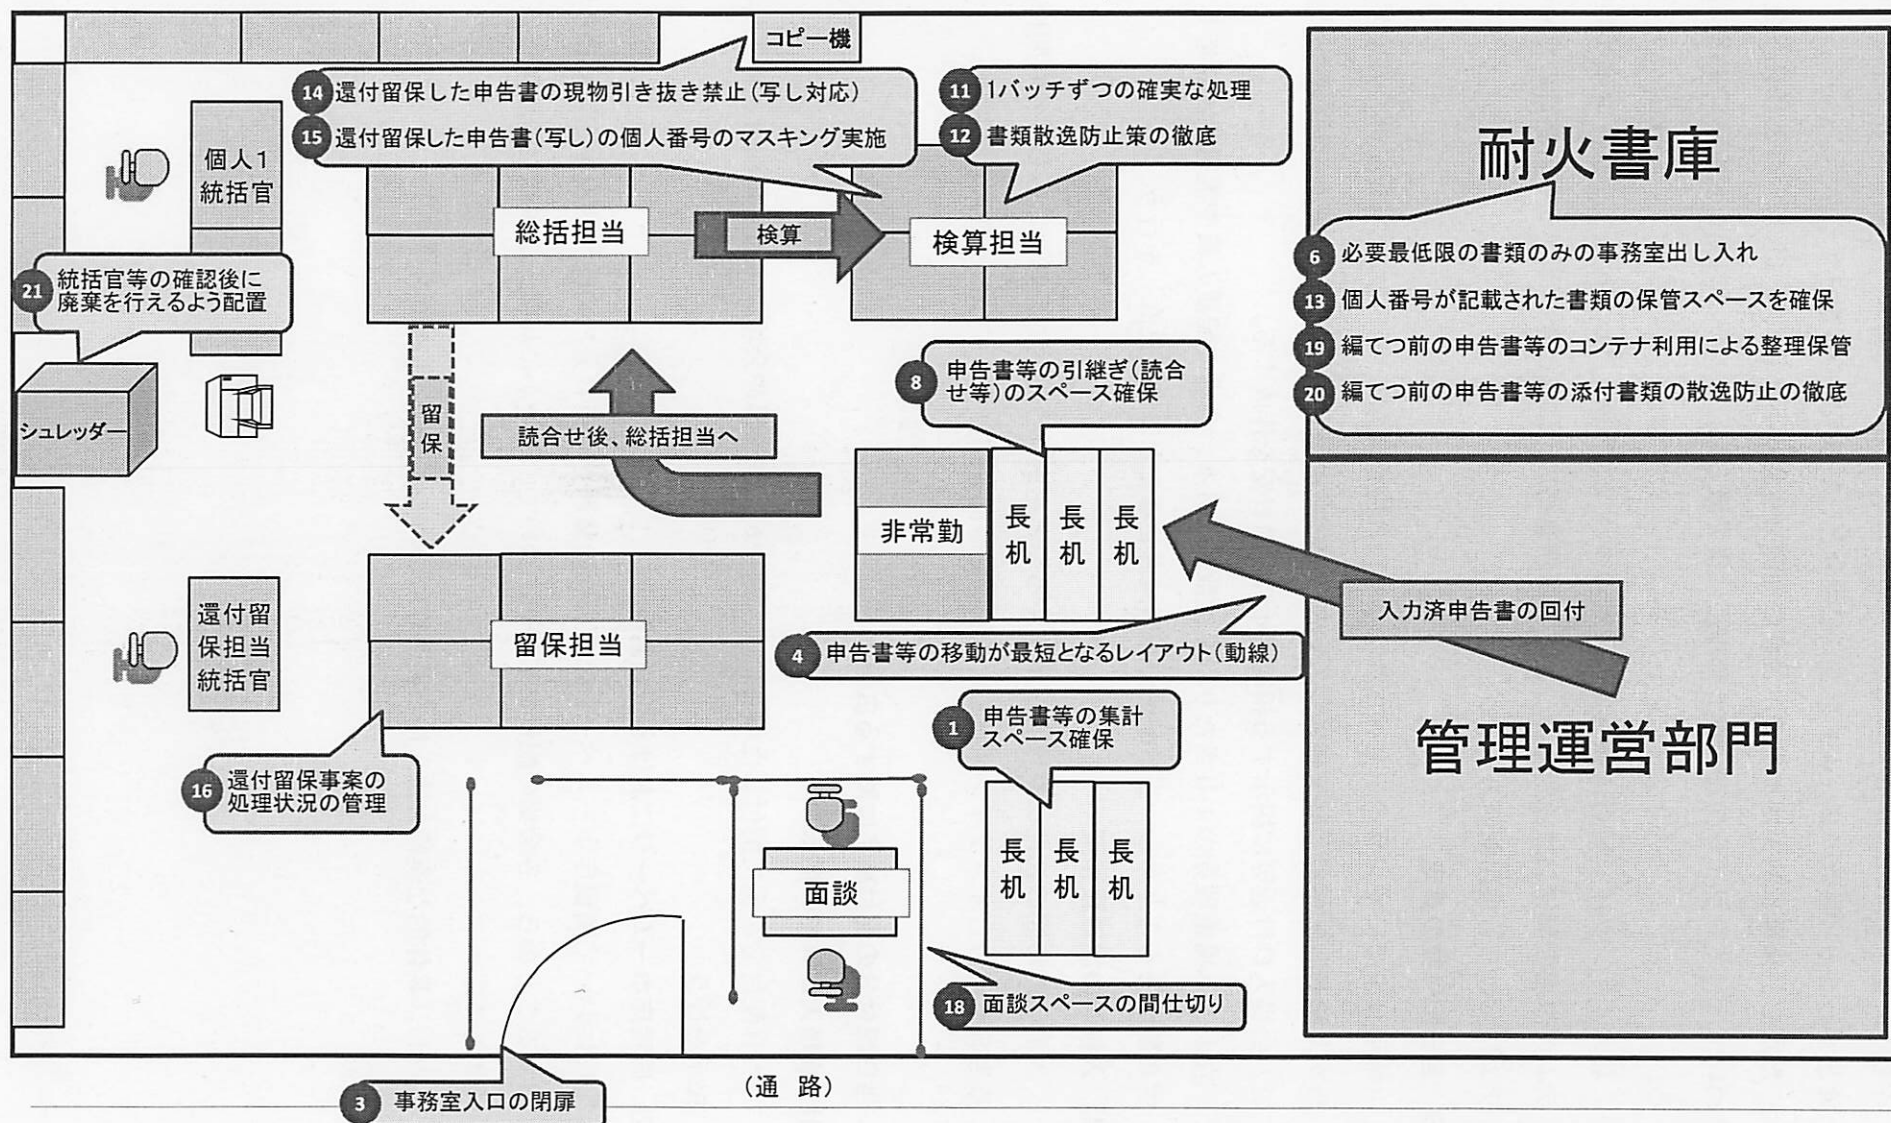 コピー機
14 還付留保した申告書の現物引き抜き禁止(写し対応)
15 還付留保した申告書(写し)の個人番号のマスキング実施
11 1バッチずつの確実な処理
12 書類散逸防止策の徹底
耐火書庫
6 必要最低限の書類のみの事務室出し入れ
13 個人番号が記載された書類の保管スペースを確保
19 編てつ前の申告書等のコンテナ利用による整理保管
20 編てつ前の申告書等の添付書類の散逸防止の徹底
個人1
統括官
総括担当
検算
検算担当
21 統括官等の確認後に
廃棄を行えるよう配置
シュレッダー
留保
読合せ後、総括担当へ
8 申告書等の引継ぎ(読合
せ等)のスペース確保
非常勤
長机
長机
長机
入力済申告書の回付
4 申告書等の移動が最短となるレイアウト(動線)
還付留
保担当
統括官
留保担当
16 還付留保事案の
処理状況の管理
1 申告書等の集計
スペース確保
管理運営部門
長机
長机
長机
面談
18 面談スペースの間仕切り
3 事務室入口の閉扉
(通 路)